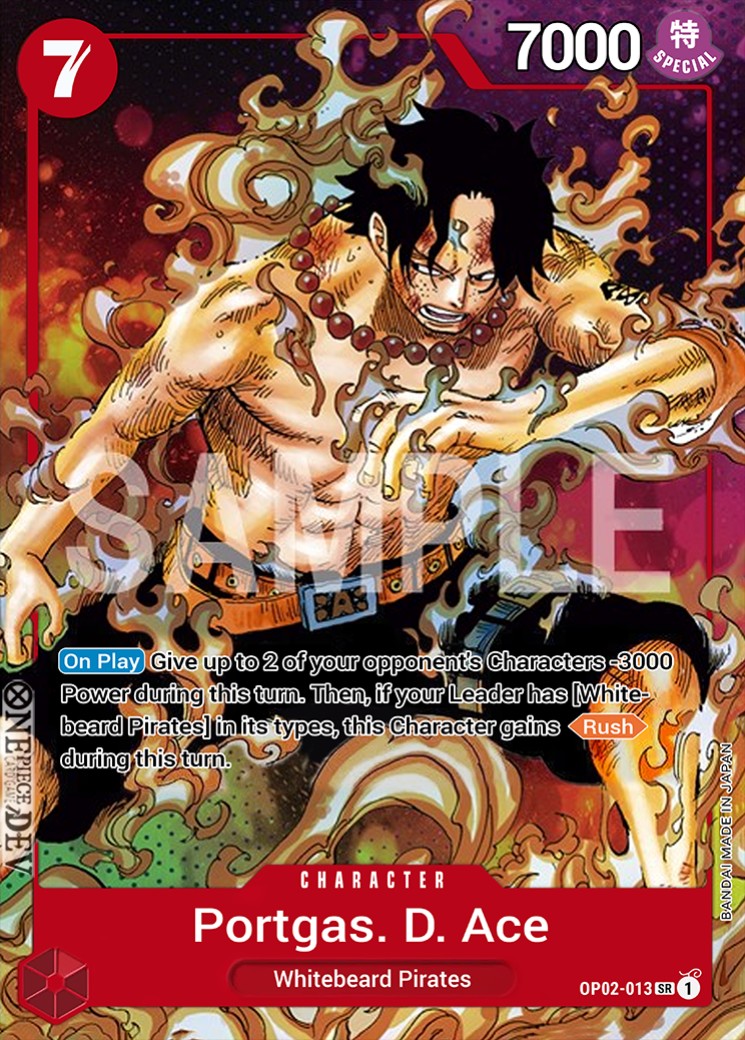 7
7000
特
SPECIAL
SAMPLE
On Play Give up to 2 of your opponent's Characters -3000
Power during this turn. Then, if your Leader has [White-
beard Pirates] in its types, this Character gains Rush
during this turn.
ONE PIECE DEV
BANDAI MADE IN JAPAN
CHARACTER
Portgas. D. Ace
Whitebeard Pirates
OP02-013 SR 1
A